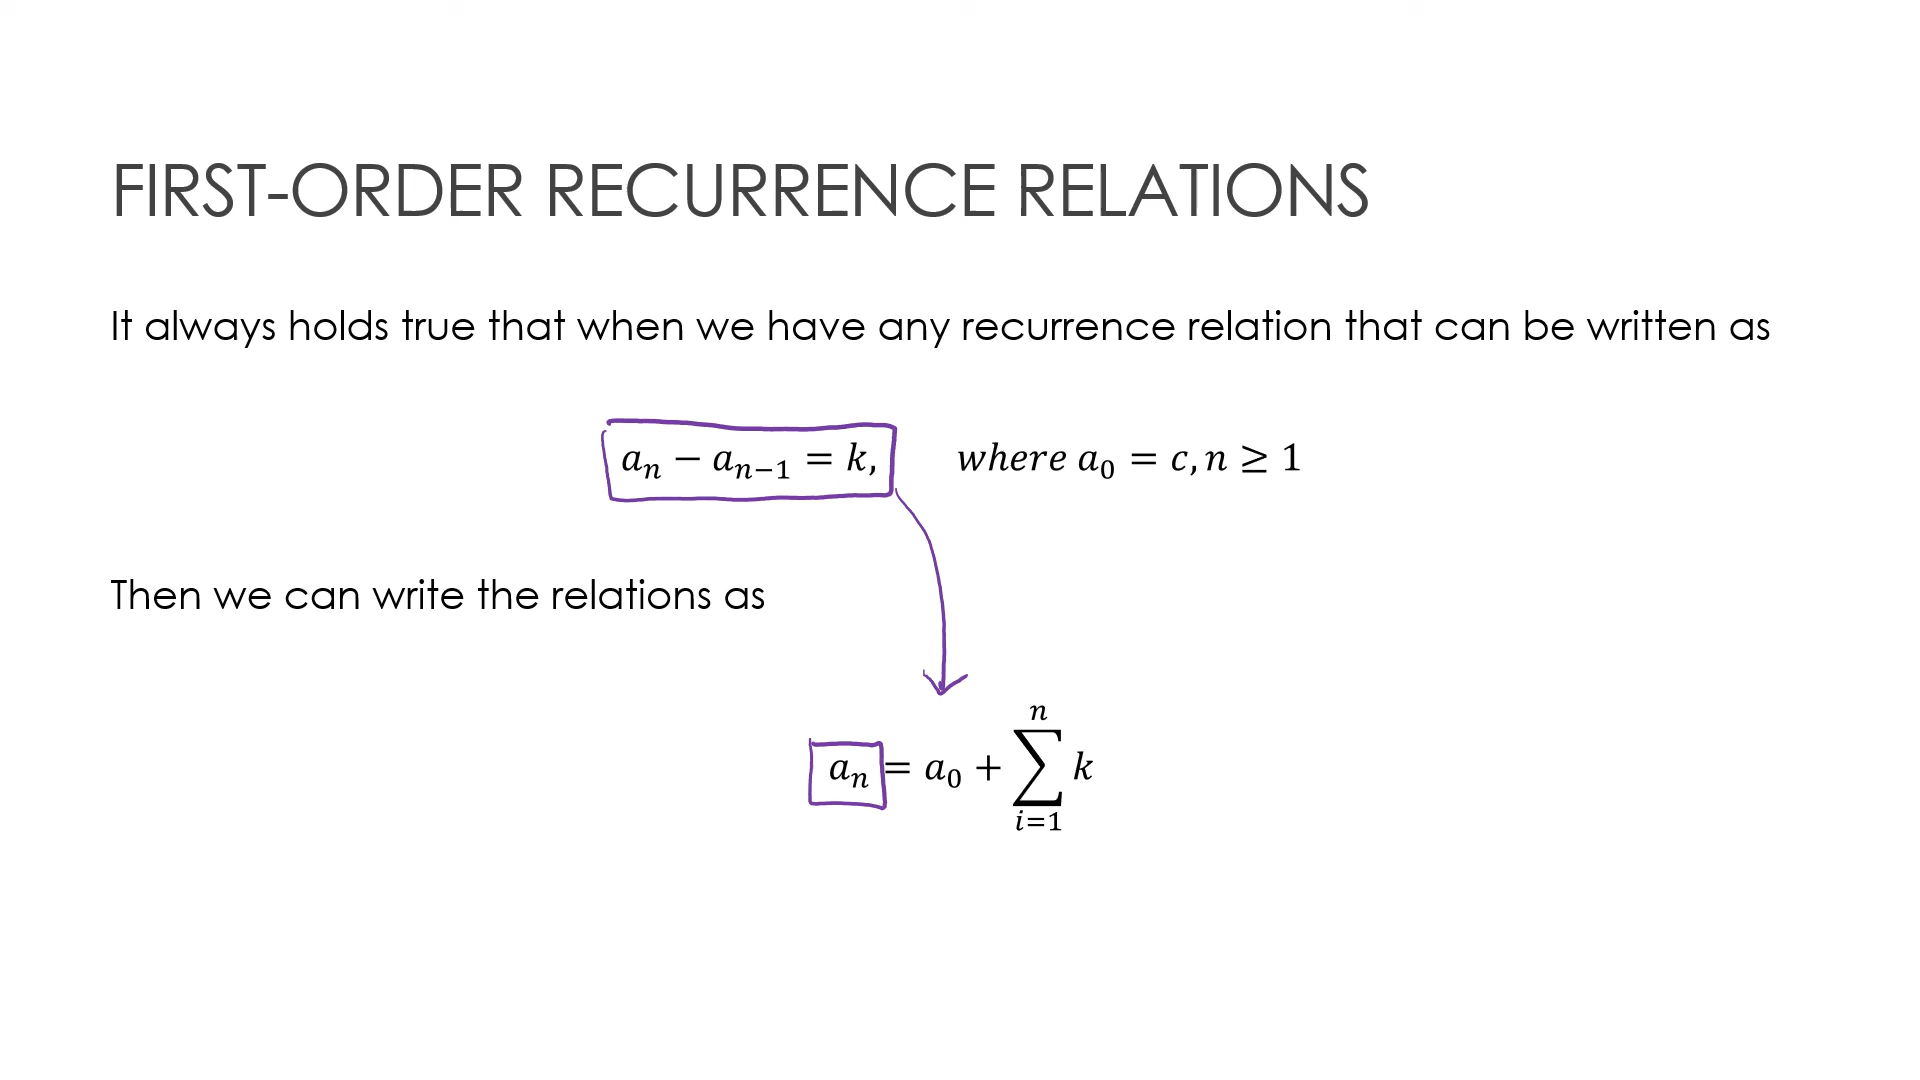 FIRST-ORDER RECURRENCE RELATIONS
It always holds true that when we have any recurrence relation that can be written as
aₙ − aₙ₋₁ = k, where a₀ = c, n ≥ 1
Then we can write the relations as
aₙ = a₀ + ∑ᵢ₌₁ⁿ k